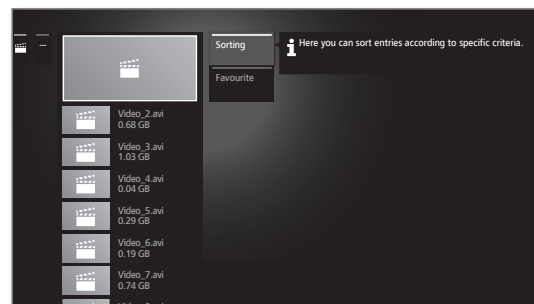 ...
Sorting
Here you can sort entries according to specific criteria.
Favourite
Video_2.avi
0.68 GB
Video_3.avi
1.03 GB
Video_4.avi
0.04 GB
Video_5.avi
0.29 GB
Video_6.avi
0.19 GB
Video_7.avi
0.74 GB